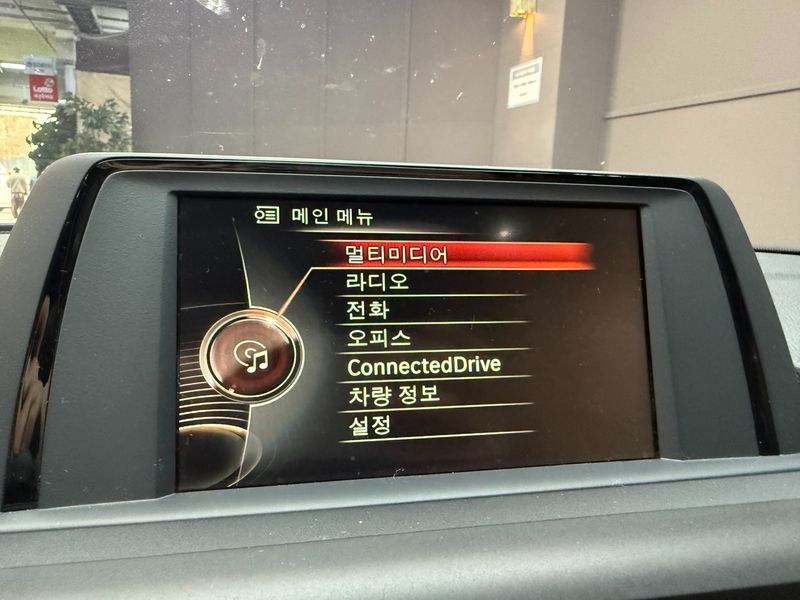 Lotto
메인 메뉴
멀티미디어
라디오
전화
오피스
ConnectedDrive
차량 정보
설정